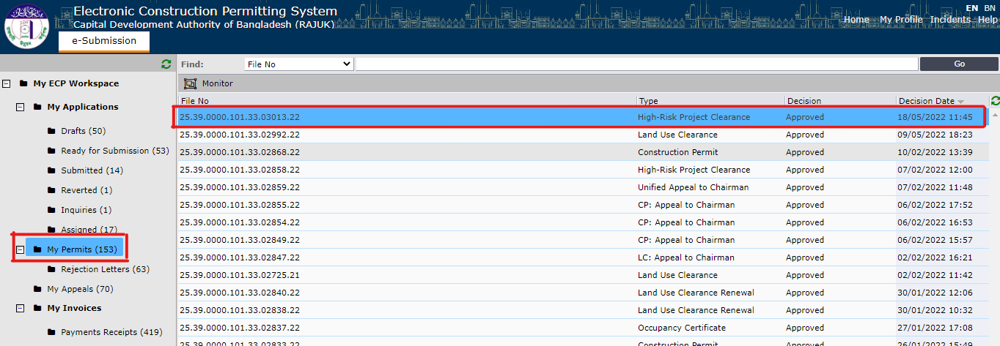 Electronic Construction Permitting System
Capital Development Authority of Bangladesh (RAJUK)
EN BN
Home My Profile Incidents Help
e-Submission
Find: File No Go
My ECP Workspace
My Applications
Drafts (50)
Ready for Submission (53)
Submitted (14)
Reverted (1)
Inquiries (1)
Assigned (17)
My Permits (153)
Rejection Letters (63)
My Appeals (70)
My Invoices
Payments Receipts (419)
Monitor
File No Type Decision Decision Date
25.39.0000.101.33.03013.22 High-Risk Project Clearance Approved 18/05/2022 11:45
25.39.0000.101.33.02992.22 Land Use Clearance Approved 09/05/2022 18:23
25.39.0000.101.33.02868.22 Construction Permit Approved 10/02/2022 13:39
25.39.0000.101.33.02858.22 High-Risk Project Clearance Approved 07/02/2022 12:00
25.39.0000.101.33.02859.22 Unified Appeal to Chairman Approved 07/02/2022 11:48
25.39.0000.101.33.02855.22 CP: Appeal to Chairman Approved 06/02/2022 17:52
25.39.0000.101.33.02854.22 CP: Appeal to Chairman Approved 06/02/2022 16:53
25.39.0000.101.33.02849.22 CP: Appeal to Chairman Approved 06/02/2022 15:57
25.39.0000.101.33.02847.22 LC: Appeal to Chairman Approved 02/02/2022 16:21
25.39.0000.101.33.02725.21 Land Use Clearance Approved 02/02/2022 11:42
25.39.0000.101.33.02840.22 Land Use Clearance Renewal Approved 30/01/2022 12:06
25.39.0000.101.33.02838.22 Land Use Clearance Renewal Approved 30/01/2022 10:32
25.39.0000.101.33.02837.22 Occupancy Certificate Approved 27/01/2022 17:08
25.39.0000.101.33.02833.22 Construction Permit Approved 26/01/2022 15:49